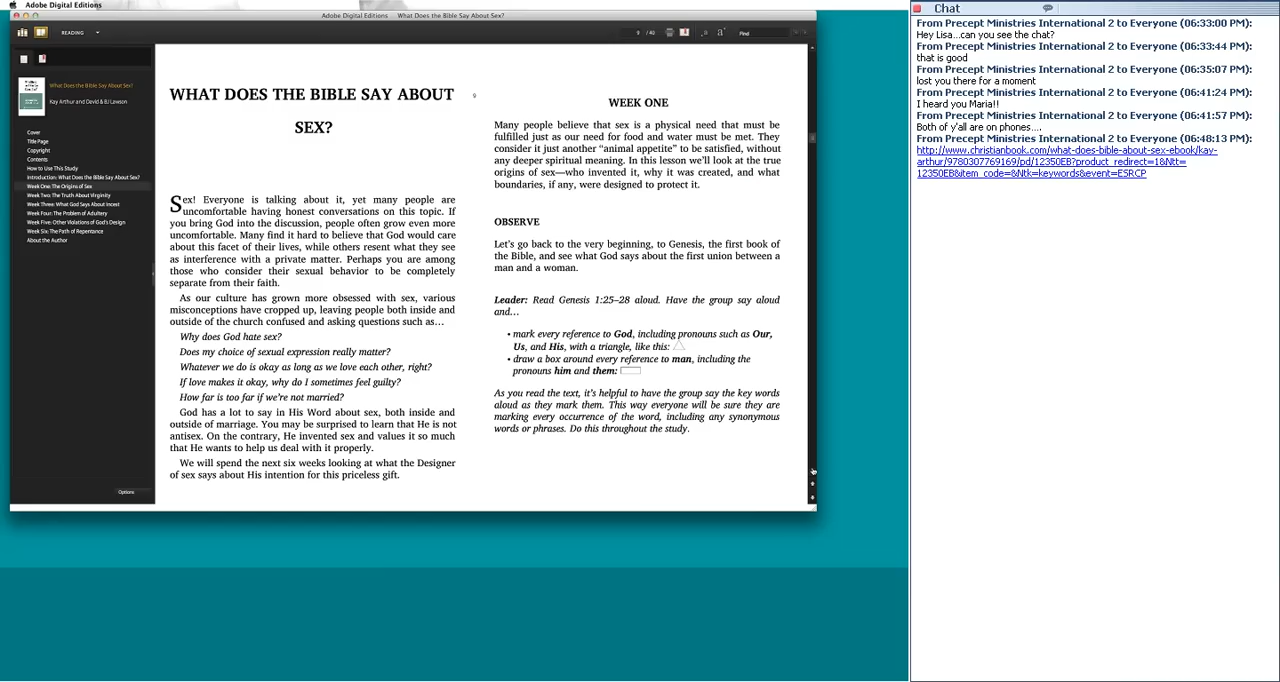 Adobe Digital Editions
Adobe Digital Editions What Does the Bible Say About Sex?
READING
9 / 40
Find
What Does the Bible Say About Sex?
Kay Arthur and David & BJ Lawson
Cover
Title Page
Copyright
Contents
How to Use This Study
Introduction: What Does the Bible Say About Sex?
Week One: The Origins of Sex
Week Two: The Truth About Virginity
Week Three: What God Says About Incest
Week Four: The Problem of Adultery
Week Five: Other Violations of God's Design
Week Six: The Path of Repentance
About the Author
Options
WHAT DOES THE BIBLE SAY ABOUT
SEX?
9
Sex! Everyone is talking about it, yet many people are
uncomfortable having honest conversations on this topic. If
you bring God into the discussion, people often grow even more
uncomfortable. Many find it hard to believe that God would care
about this facet of their lives, while others resent what they see
as interference with a private matter. Perhaps you are among
those who consider their sexual behavior to be completely
separate from their faith.
As our culture has grown more obsessed with sex, various
misconceptions have cropped up, leaving people both inside and
outside of the church confused and asking questions such as…
Why does God hate sex?
Does my choice of sexual expression really matter?
Whatever we do is okay as long as we love each other, right?
If love makes it okay, why do I sometimes feel guilty?
How far is too far if we're not married?
God has a lot to say in His Word about sex, both inside and
outside of marriage. You may be surprised to learn that He is not
antisex. On the contrary, He invented sex and values it so much
that He wants to help us deal with it properly.
We will spend the next six weeks looking at what the Designer
of sex says about His intention for this priceless gift.
WEEK ONE
Many people believe that sex is a physical need that must be
fulfilled just as our need for food and water must be met. They
consider it just another “animal appetite” to be satisfied, without
any deeper spiritual meaning. In this lesson we'll look at the true
origins of sex—who invented it, why it was created, and what
boundaries, if any, were designed to protect it.
OBSERVE
Let's go back to the very beginning, to Genesis, the first book of
the Bible, and see what God says about the first union between a
man and a woman.
Leader: Read Genesis 1:25–28 aloud. Have the group say aloud
and…
• mark every reference to God, including pronouns such as Our,
Us, and His, with a triangle, like this:
• draw a box around every reference to man, including the
pronouns him and them:
As you read the text, it's helpful to have the group say the key words
aloud as they mark them. This way everyone will be sure they are
marking every occurrence of the word, including any synonymous
words or phrases. Do this throughout the study.
Chat
From Precept Ministries International 2 to Everyone (06:33:00 PM):
Hey Lisa...can you see the chat?
From Precept Ministries International 2 to Everyone (06:33:44 PM):
that is good
From Precept Ministries International 2 to Everyone (06:35:07 PM):
lost you there for a moment
From Precept Ministries International 2 to Everyone (06:41:24 PM):
I heard you Maria!!
From Precept Ministries International 2 to Everyone (06:41:57 PM):
Both of y'all are on phones....
From Precept Ministries International 2 to Everyone (06:48:13 PM):
http://www.christianbook.com/what-does-bible-about-sex-ebook/kay-
arthur/9780307769169/pd/12350EB?product_redirect=1&Ntt=
12350EB&item_code=&Ntk=keywords&event=ESRCP